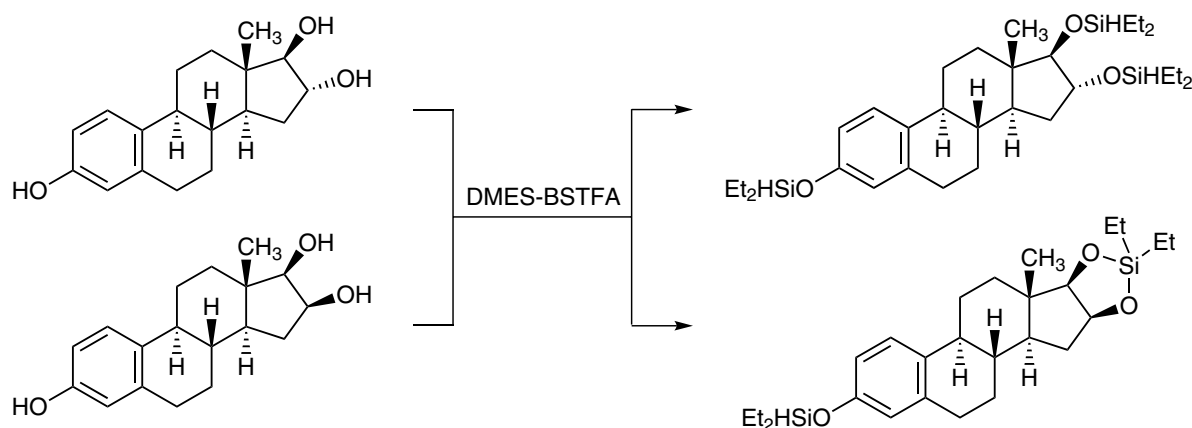 CH3 OH
OH
H
H H
HO
CH3 OH
OH
H
H H
HO
DMES-BSTFA
CH3 OSiHEt2
OSiHEt2
H
H H
Et2HSiO
Et
Et
O Si
CH3
O
H
H H
Et2HSiO